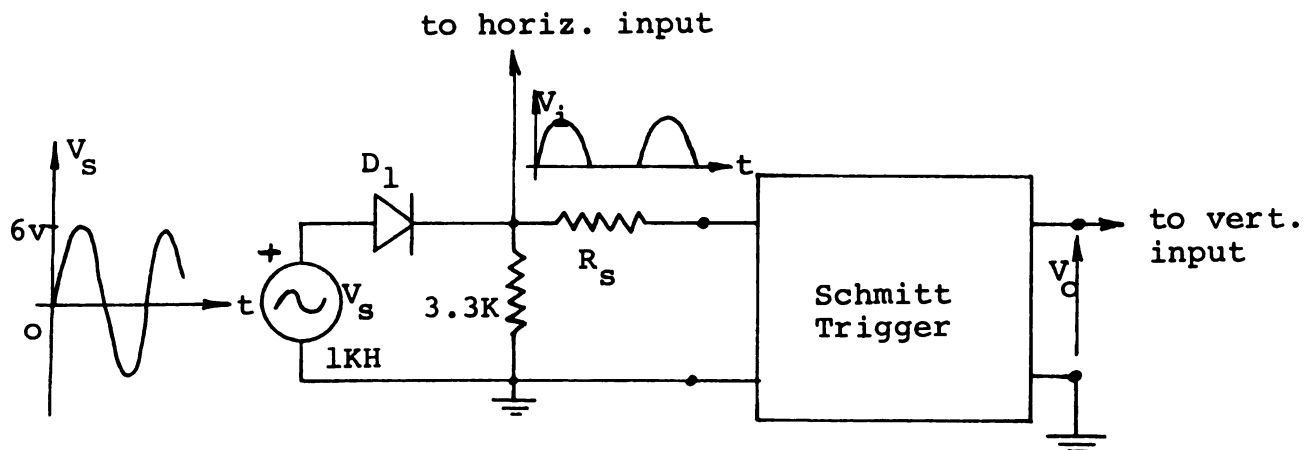 to horiz. input
V_i
t
V_s
D_1
6v
+
R_s
to vert.
input
t
V_s
3.3K
V_o
Schmitt
Trigger
o
1KH